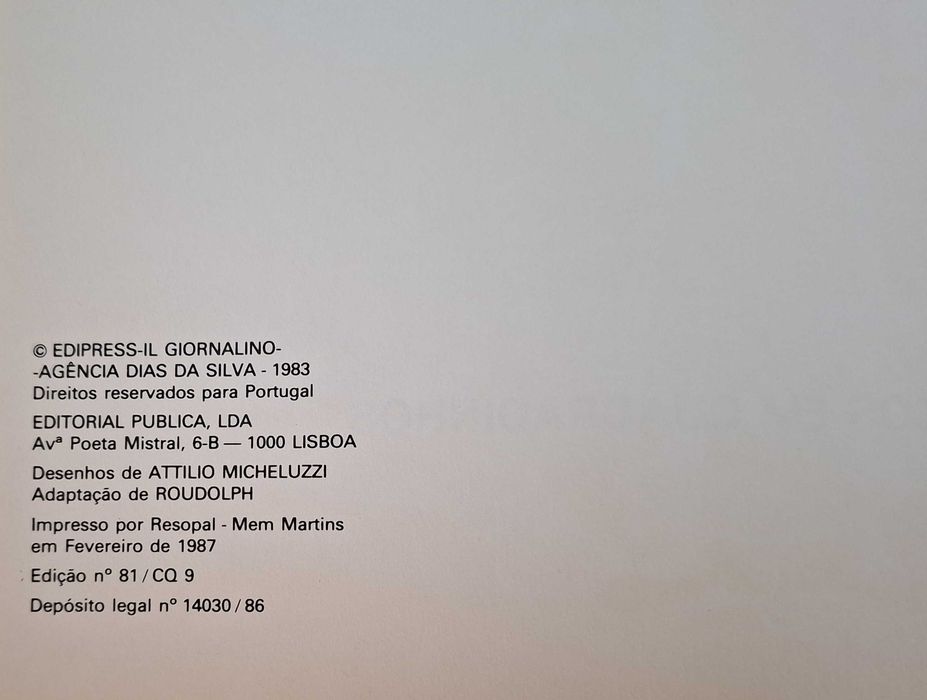 © EDIPRESS-IL GIORNALINO-
-AGÊNCIA DIAS DA SILVA - 1983
Direitos reservados para Portugal
EDITORIAL PUBLICA, LDA
Avª Poeta Mistral, 6-B — 1000 LISBOA
Desenhos de ATTILIO MICHELUZZI
Adaptação de ROUDOLPH
Impresso por Resopal - Mem Martins
em Fevereiro de 1987
Edição nº 81 / CQ 9
Depósito legal nº 14030 / 86